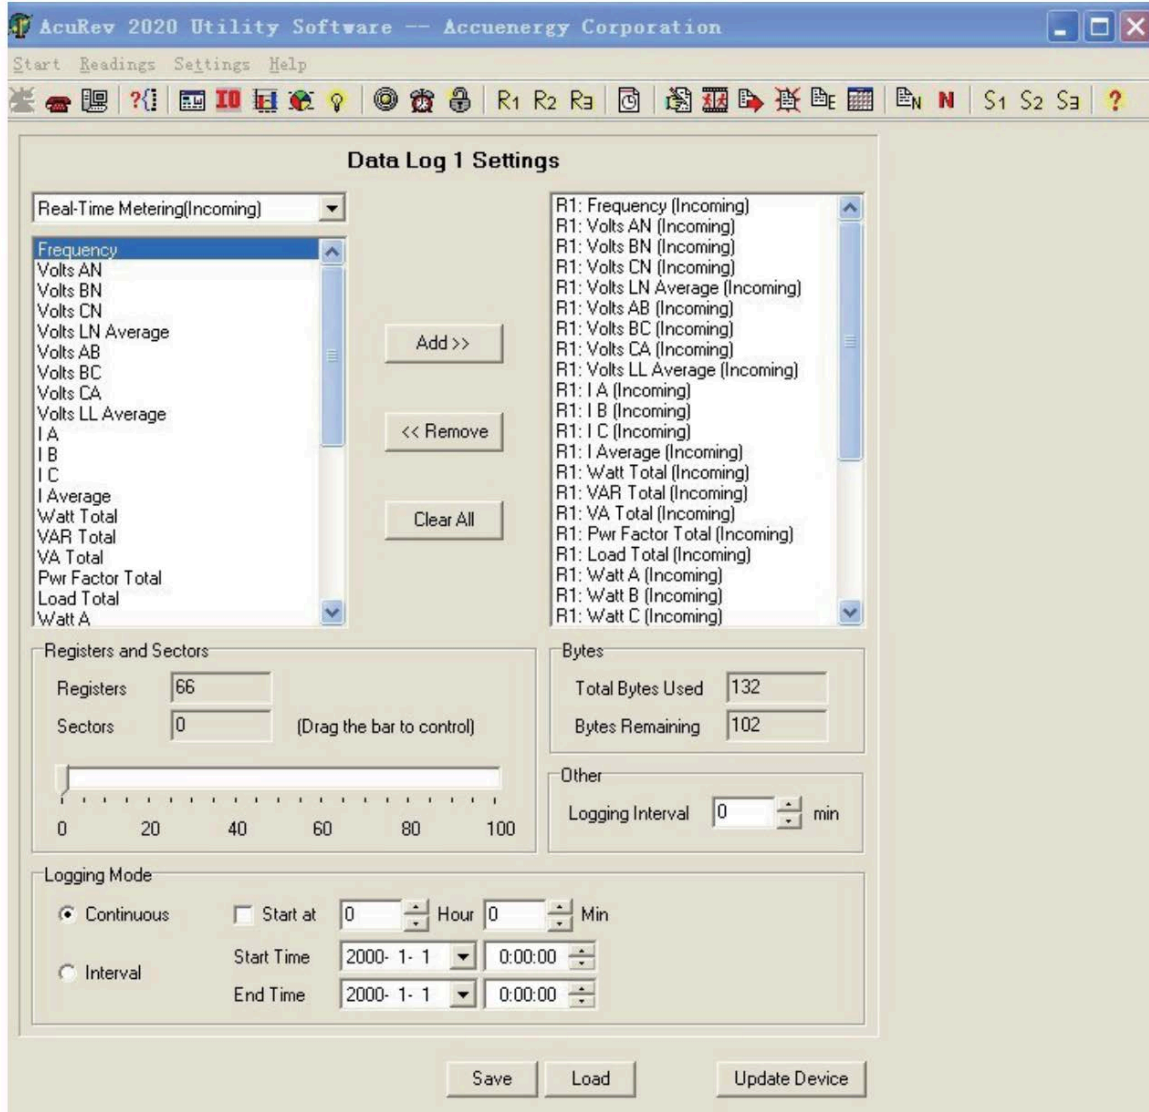 AcuRev 2020 Utility Software -- Accuenergy Corporation
Start Readings Settings Help
?{} IO R1 R2 R3 E N N S1 S2 S3 ?
Data Log 1 Settings
Real-Time Metering(Incoming)
Frequency
Volts AN
Volts BN
Volts CN
Volts LN Average
Volts AB
Volts BC
Volts CA
Volts LL Average
I A
I B
I C
I Average
Watt Total
VAR Total
VA Total
Pwr Factor Total
Load Total
Watt A
Add >>
<< Remove
Clear All
R1: Frequency (Incoming)
R1: Volts AN (Incoming)
R1: Volts BN (Incoming)
R1: Volts CN (Incoming)
R1: Volts LN Average (Incoming)
R1: Volts AB (Incoming)
R1: Volts BC (Incoming)
R1: Volts CA (Incoming)
R1: Volts LL Average (Incoming)
R1: I A (Incoming)
R1: I B (Incoming)
R1: I C (Incoming)
R1: I Average (Incoming)
R1: Watt Total (Incoming)
R1: VAR Total (Incoming)
R1: VA Total (Incoming)
R1: Pwr Factor Total (Incoming)
R1: Load Total (Incoming)
R1: Watt A (Incoming)
R1: Watt B (Incoming)
R1: Watt C (Incoming)
Registers and Sectors
Registers 66
Sectors 0 (Drag the bar to control)
0 20 40 60 80 100
Bytes
Total Bytes Used 132
Bytes Remaining 102
Other
Logging Interval 0 min
Logging Mode
Continuous Start at 0 Hour 0 Min
Interval
Start Time 2000- 1- 1 0:00:00
End Time 2000- 1- 1 0:00:00
Save Load Update Device